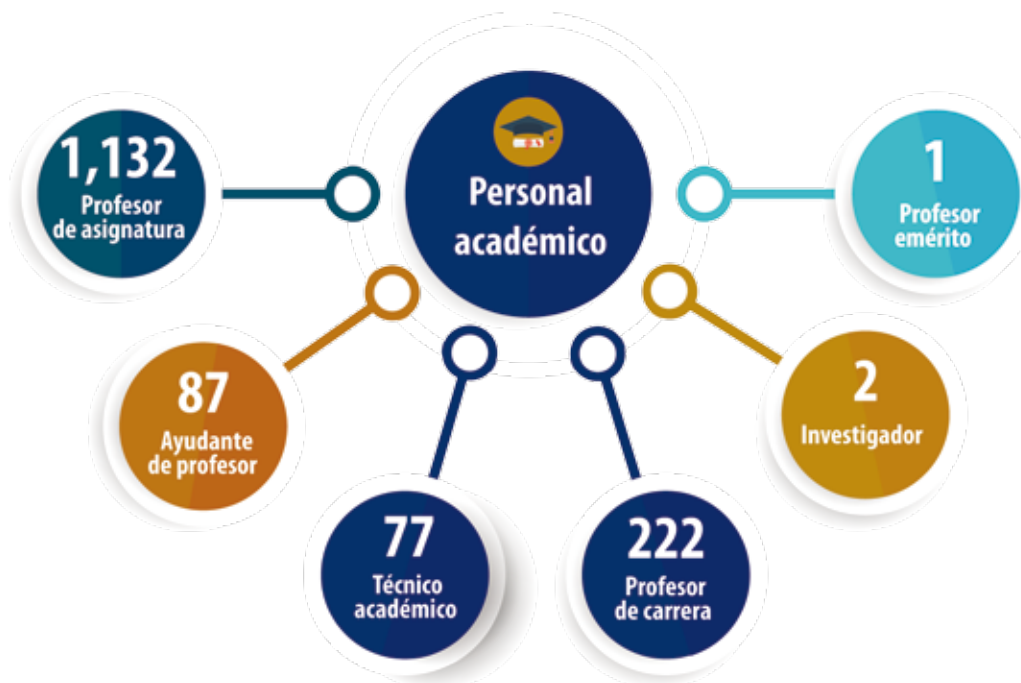 Personal
académico
1,132
Profesor
de asignatura
87
Ayudante
de profesor
77
Técnico
académico
222
Profesor
de carrera
2
Investigador
1
Profesor
emérito